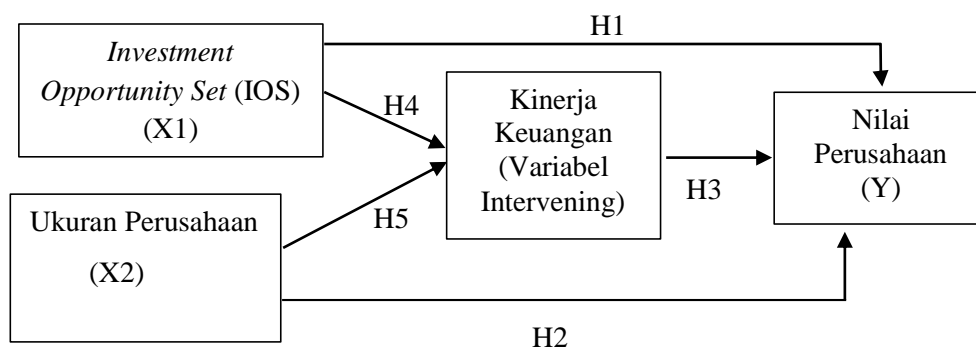 H1
Investment
Opportunity Set (IOS)
(X1)
H4
Kinerja
Keuangan
(Variabel
Intervening)
Nilai
Perusahaan
(Y)
H3
Ukuran Perusahaan
(X2)
H5
H2